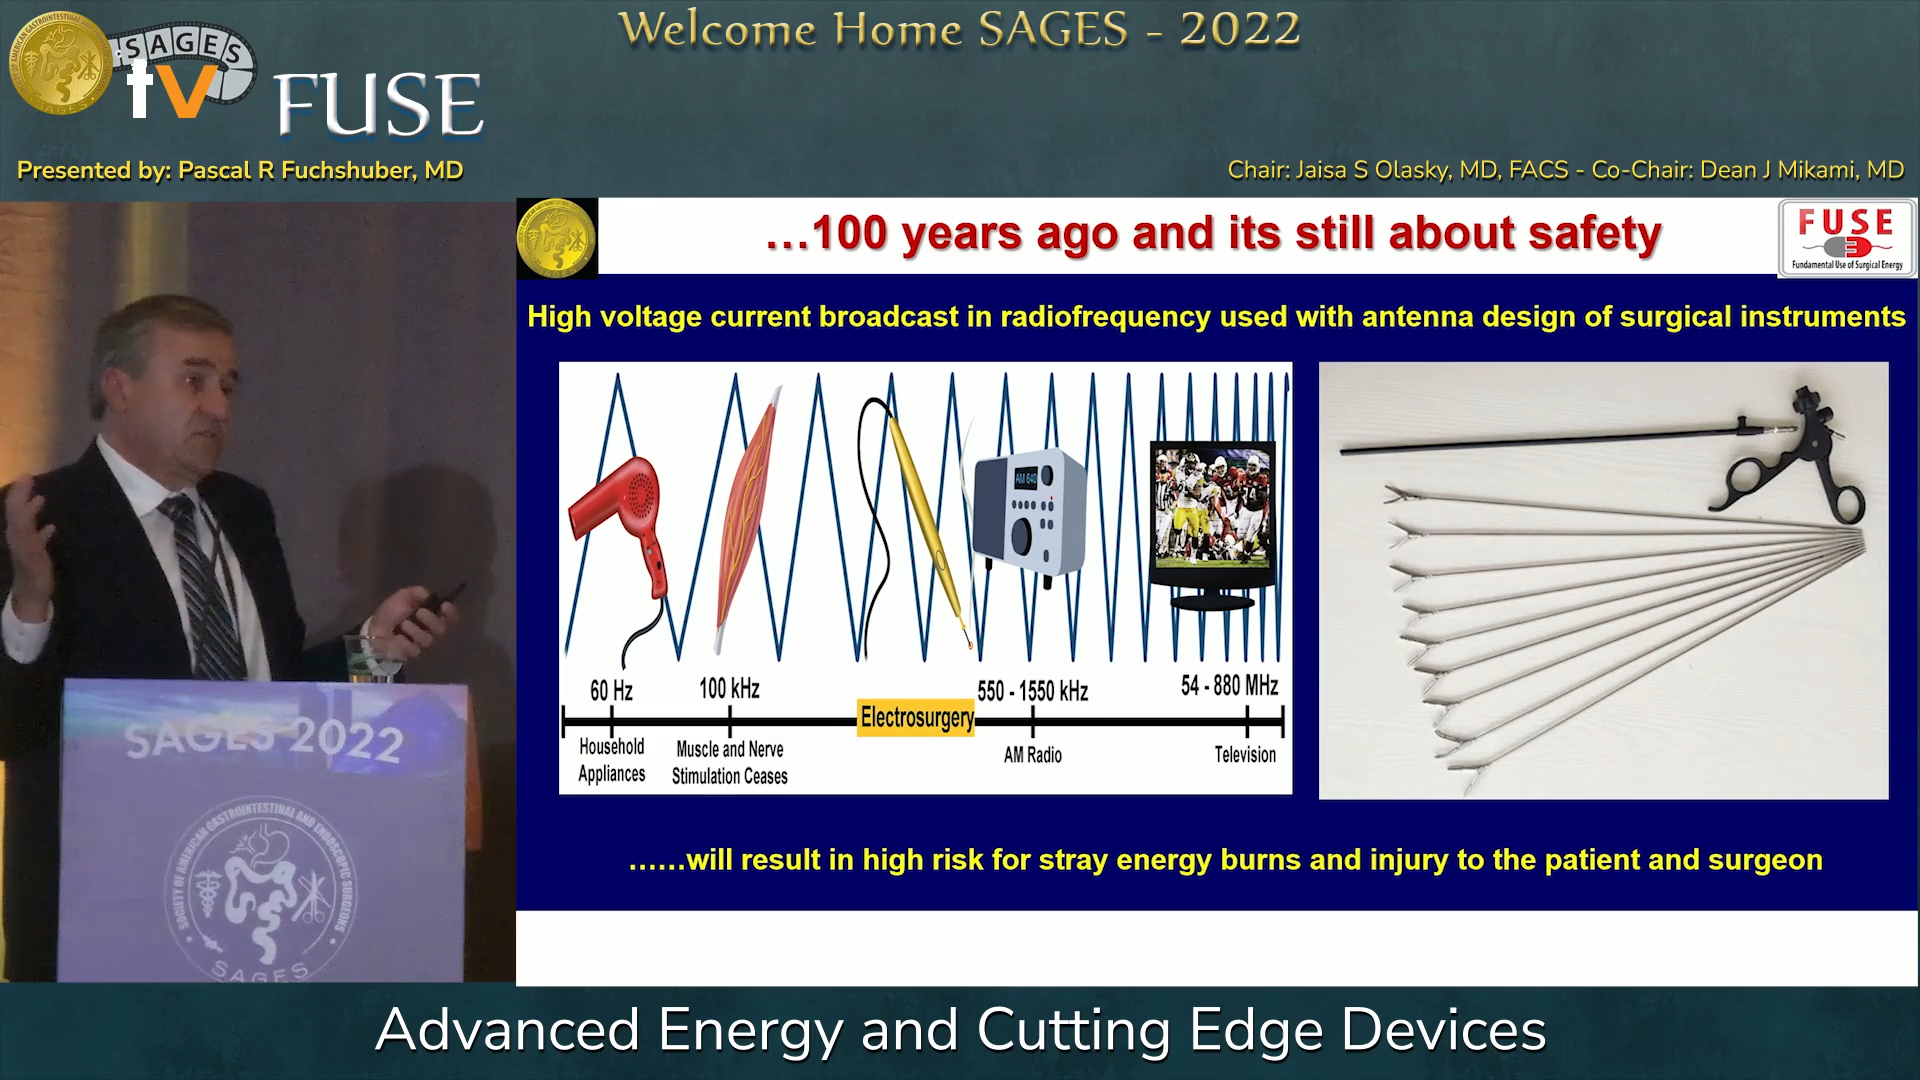 Welcome Home SAGES - 2022
SAGES
tv
FUSE
Presented by: Pascal R Fuchshuber, MD
Chair: Jaisa S Olasky, MD, FACS - Co-Chair: Dean J Mikami, MD
...100 years ago and its still about safety
FUSE
Fundamental Use of Surgical Energy
High voltage current broadcast in radiofrequency used with antenna design of surgical instruments
AM 640
60 Hz
100 kHz
550 - 1550 kHz
54 - 880 MHz
Electrosurgery
Household
Appliances
Muscle and Nerve
Stimulation Ceases
AM Radio
Television
......will result in high risk for stray energy burns and injury to the patient and surgeon
SAGES 2022
SOCIETY OF AMERICAN GASTROINTESTINAL AND ENDOSCOPIC SURGEONS
SAGES
Advanced Energy and Cutting Edge Devices